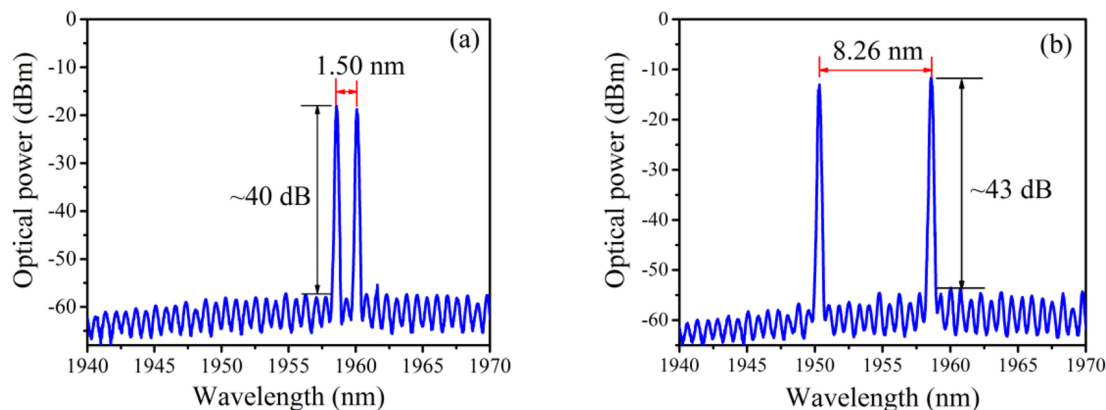 (a)
1.50 nm
~40 dB
Optical power (dBm)
0
-10
-20
-30
-40
-50
-60
1940 1945 1950 1955 1960 1965 1970
Wavelength (nm)
(b)
8.26 nm
~43 dB
Optical power (dBm)
0
-10
-20
-30
-40
-50
-60
1940 1945 1950 1955 1960 1965 1970
Wavelength (nm)